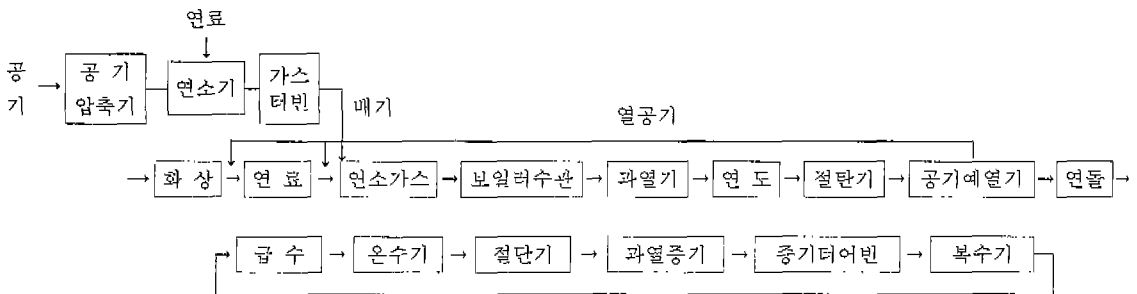 연료
공기 → 공기 압축기 연소기 가스 터빈 배기
열공기
→ 화상 → 연료 → 연소가스 → 보일러수관 → 과열기 → 연도 → 절탄기 → 공기예열기 → 연돌 →
급수 → 온수기 → 절단기 → 과열증기 → 증기터어빈 → 복수기